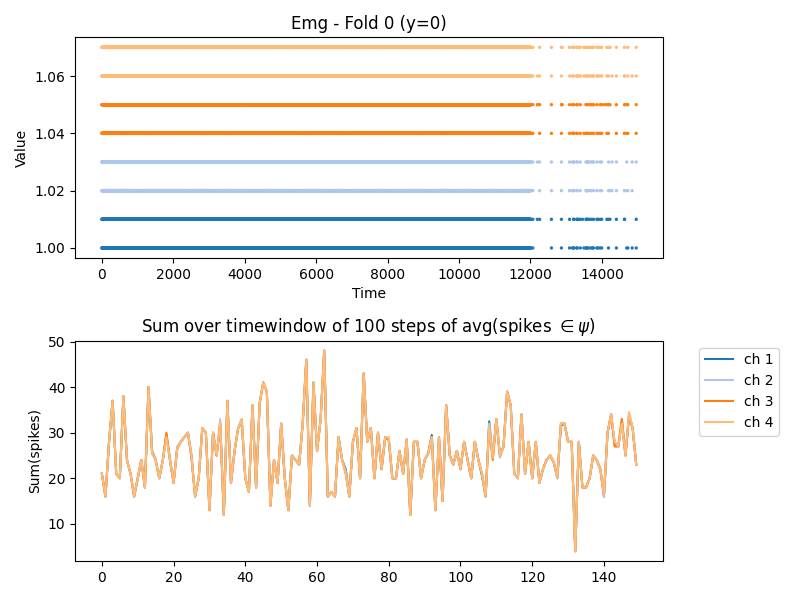 Emg - Fold 0 (y=0)
Value
1.06
1.04
1.02
1.00
0 2000 4000 6000 8000 10000 12000 14000
Time
Sum over timewindow of 100 steps of avg(spikes ∈ψ)
Sum(spikes)
50
40
30
20
10
0 20 40 60 80 100 120 140
ch 1
ch 2
ch 3
ch 4